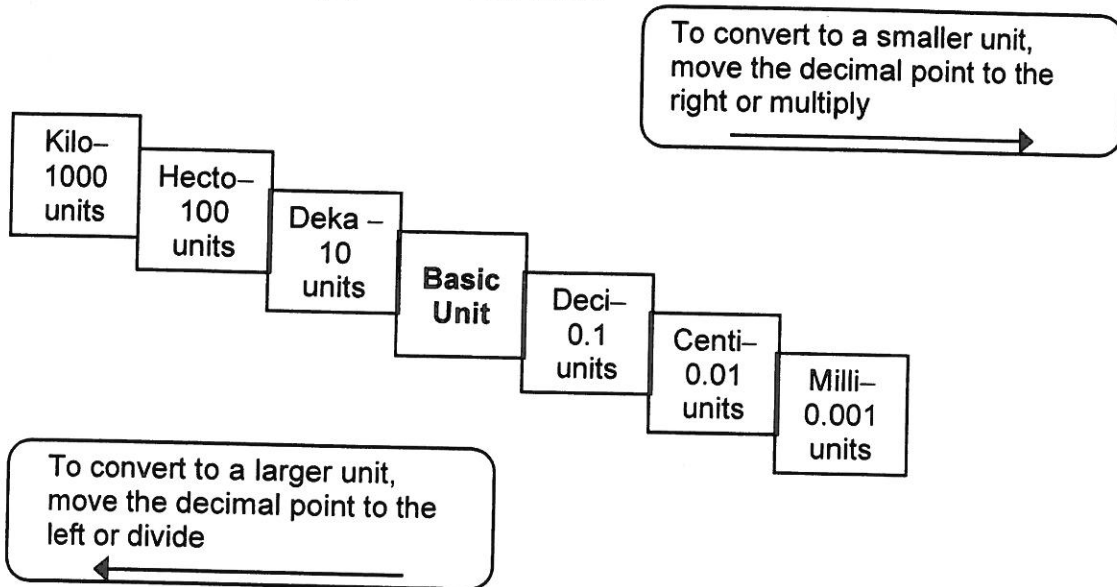 To convert to a smaller unit,
move the decimal point to the
right or multiply
Kilo–
1000
units
Hecto–
100
units
Deka –
10
units
Basic
Unit
Deci–
0.1
units
Centi–
0.01
units
Milli–
0.001
units
To convert to a larger unit,
move the decimal point to the
left or divide